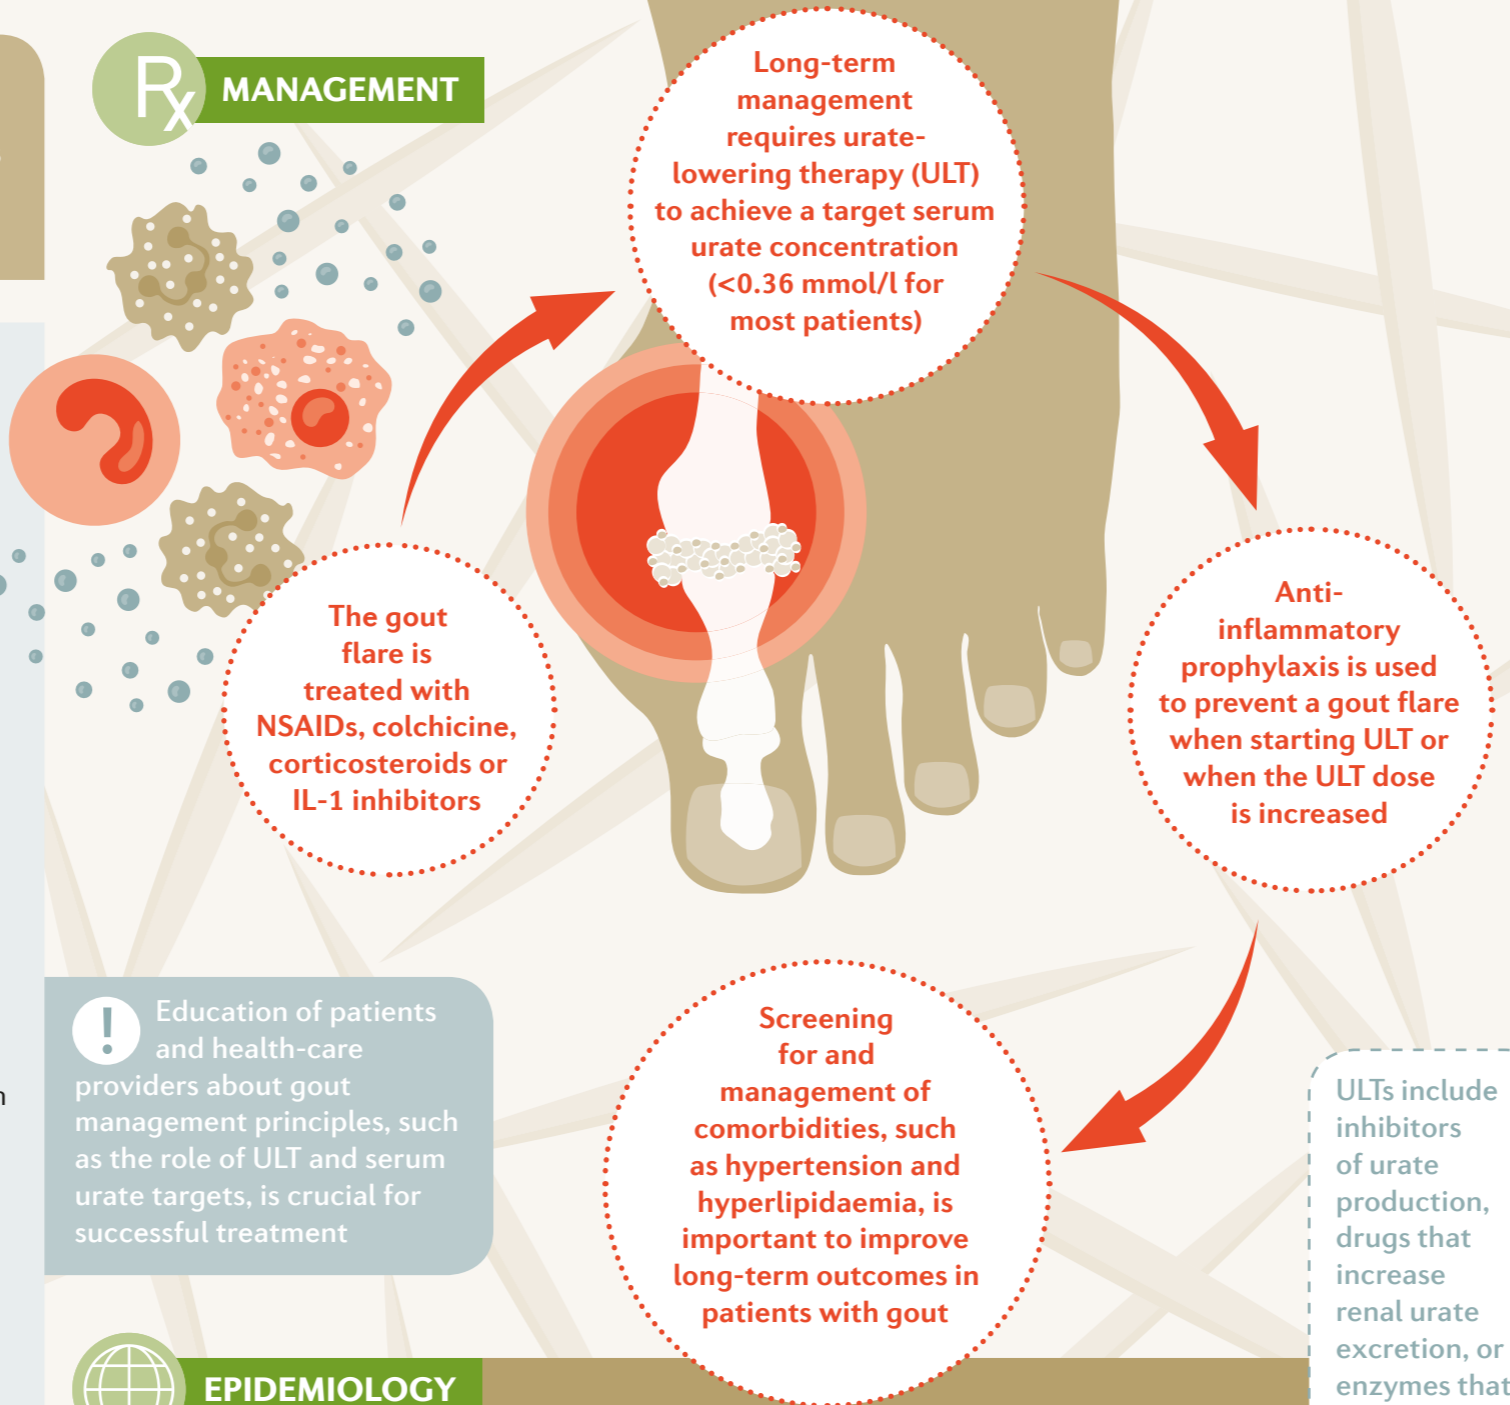 Rx MANAGEMENT
Long-term
management
requires urate-
lowering therapy (ULT)
to achieve a target serum
urate concentration
(<0.36 mmol/l for
most patients)
The gout
flare is
treated with
NSAIDs, colchicine,
corticosteroids or
IL-1 inhibitors
Anti-
inflammatory
prophylaxis is used
to prevent a gout flare
when starting ULT or
when the ULT dose
is increased
Screening
for and
management of
comorbidities, such
as hypertension and
hyperlipidaemia, is
important to improve
long-term outcomes in
patients with gout
! Education of patients
and health-care
providers about gout
management principles, such
as the role of ULT and serum
urate targets, is crucial for
successful treatment
ULTs include
inhibitors
of urate
production,
drugs that
increase
renal urate
excretion, or
enzymes that
EPIDEMIOLOGY